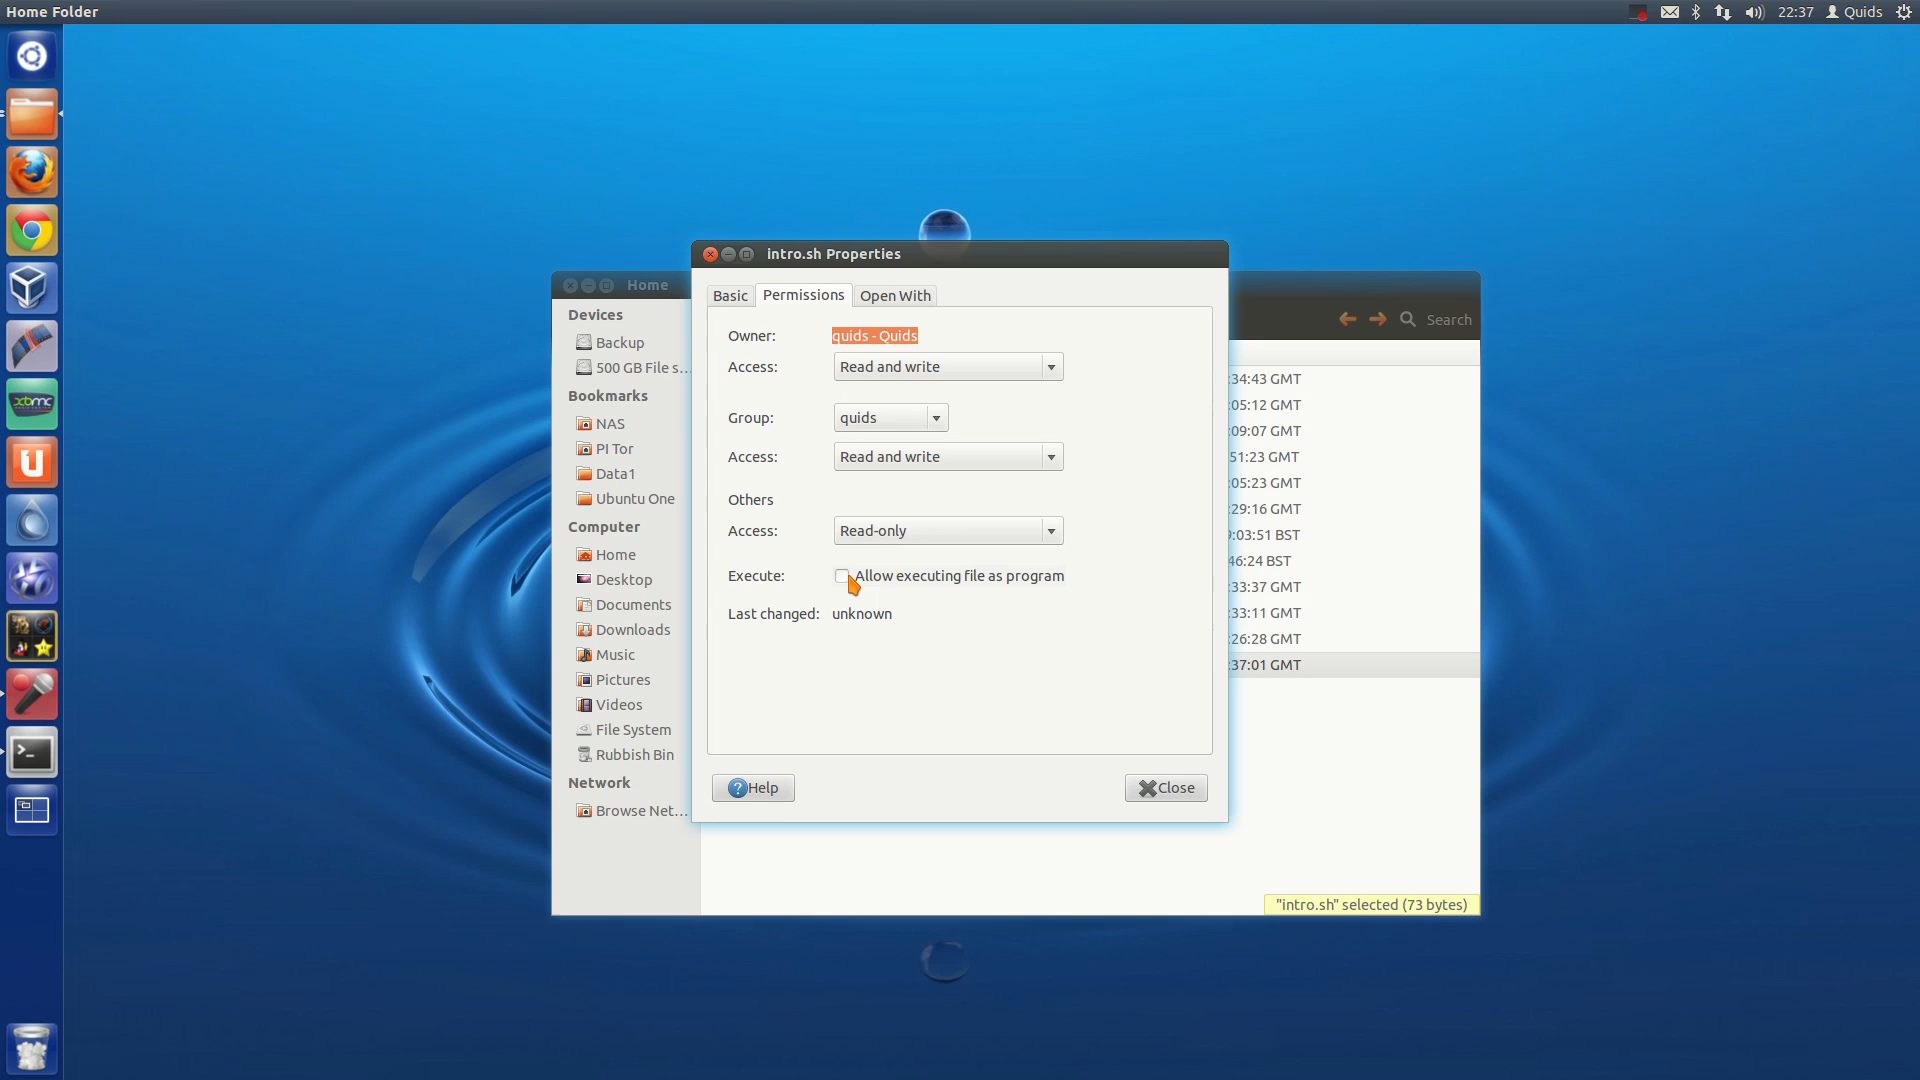 Home Folder
22:37
Quids
intro.sh Properties
Home
Basic
Permissions
Open With
Search
Devices
Backup
500 GB File s...
Bookmarks
NAS
PI Tor
Data1
Ubuntu One
Computer
Home
Desktop
Documents
Downloads
Music
Pictures
Videos
File System
Rubbish Bin
Network
Browse Net...
Owner: quids - Quids
Access: Read and write
Group: quids
Access: Read and write
Others
Access: Read-only
Execute: Allow executing file as program
Last changed: unknown
Help
Close
:34:43 GMT
:05:12 GMT
:09:07 GMT
51:23 GMT
:05:23 GMT
:29:16 GMT
9:03:51 BST
46:24 BST
:33:37 GMT
:33:11 GMT
:26:28 GMT
:37:01 GMT
"intro.sh" selected (73 bytes)
xbmc